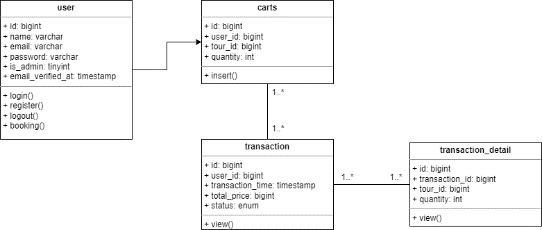 user
+ id: bigint
+ name: varchar
+ email: varchar
+ password: varchar
+ is_admin: tinyint
+ email_verified_at: timestamp
+ login()
+ register()
+ logout()
+ booking()
carts
+ id: bigint
+ user_id: bigint
+ tour_id: bigint
+ quantity: int
+ insert()
1..*
1..*
transaction
+ id: bigint
+ user_id: bigint
+ transaction_time: timestamp
+ total_price: bigint
+ status: enum
+ view()
1..*
1..*
transaction_detail
+ id: bigint
+ transaction_id: bigint
+ tour_id: bigint
+ quantity: int
+ view()